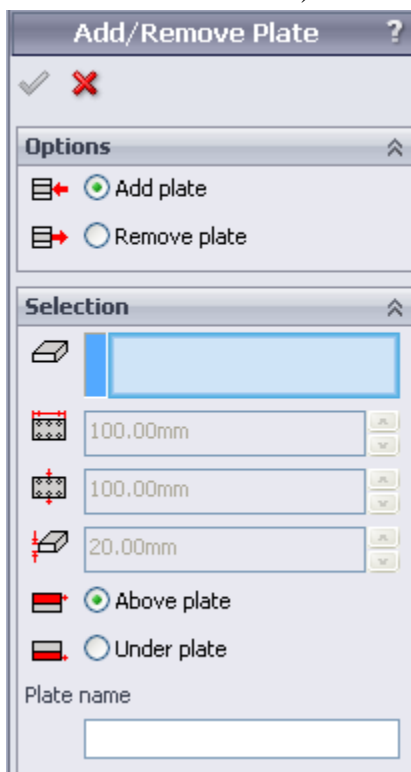 Add/Remove Plate ?
Options
Add plate
Remove plate
Selection
100.00mm
100.00mm
20.00mm
Above plate
Under plate
Plate name